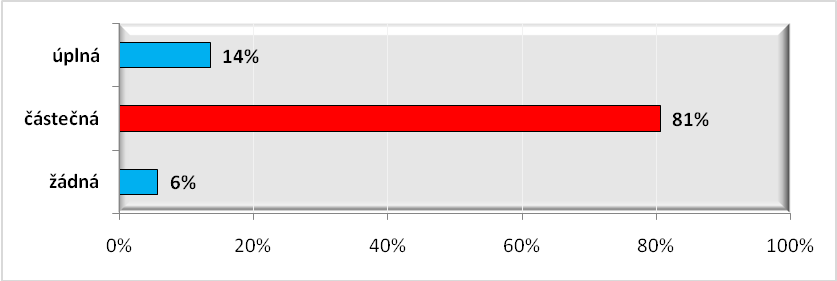 úplná 14%
částečná 81%
žádná 6%
0% 20% 40% 60% 80% 100%